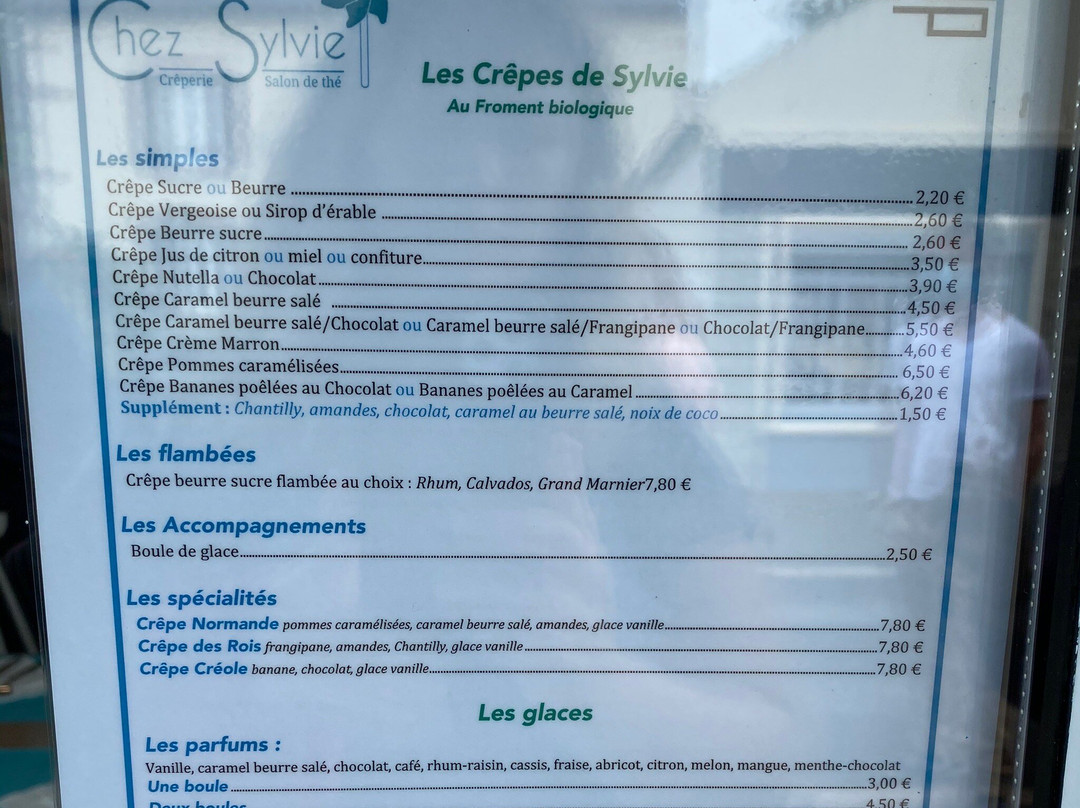 Chez Sylvie
Crêperie Salon de thé
Les Crêpes de Sylvie
Au Froment biologique
Les simples
Crêpe Sucre ou Beurre 2,20 €
Crêpe Vergeoise ou Sirop d'érable 2,60 €
Crêpe Beurre sucre 2,60 €
Crêpe Jus de citron ou miel ou confiture 3,50 €
Crêpe Nutella ou Chocolat 3,90 €
Crêpe Caramel beurre salé 4,50 €
Crêpe Caramel beurre salé/Chocolat ou Caramel beurre salé/Frangipane ou Chocolat/Frangipane 5,50 €
Crêpe Crème Marron 4,60 €
Crêpe Pommes caramélisées 6,50 €
Crêpe Bananes poêlées au Chocolat ou Bananes poêlées au Caramel 6,20 €
Supplément : Chantilly, amandes, chocolat, caramel au beurre salé, noix de coco 1,50 €
Les flambées
Crêpe beurre sucre flambée au choix : Rhum, Calvados, Grand Marnier7,80 €
Les Accompagnements
Boule de glace 2,50 €
Les spécialités
Crêpe Normande pommes caramélisées, caramel beurre salé, amandes, glace vanille 7,80 €
Crêpe des Rois frangipane, amandes, Chantilly, glace vanille 7,80 €
Crêpe Créole banane, chocolat, glace vanille 7,80 €
Les glaces
Les parfums :
Vanille, caramel beurre salé, chocolat, café, rhum-raisin, cassis, fraise, abricot, citron, melon, mangue, menthe-chocolat
Une boule 3,00 €
Deux boules 4,50 €